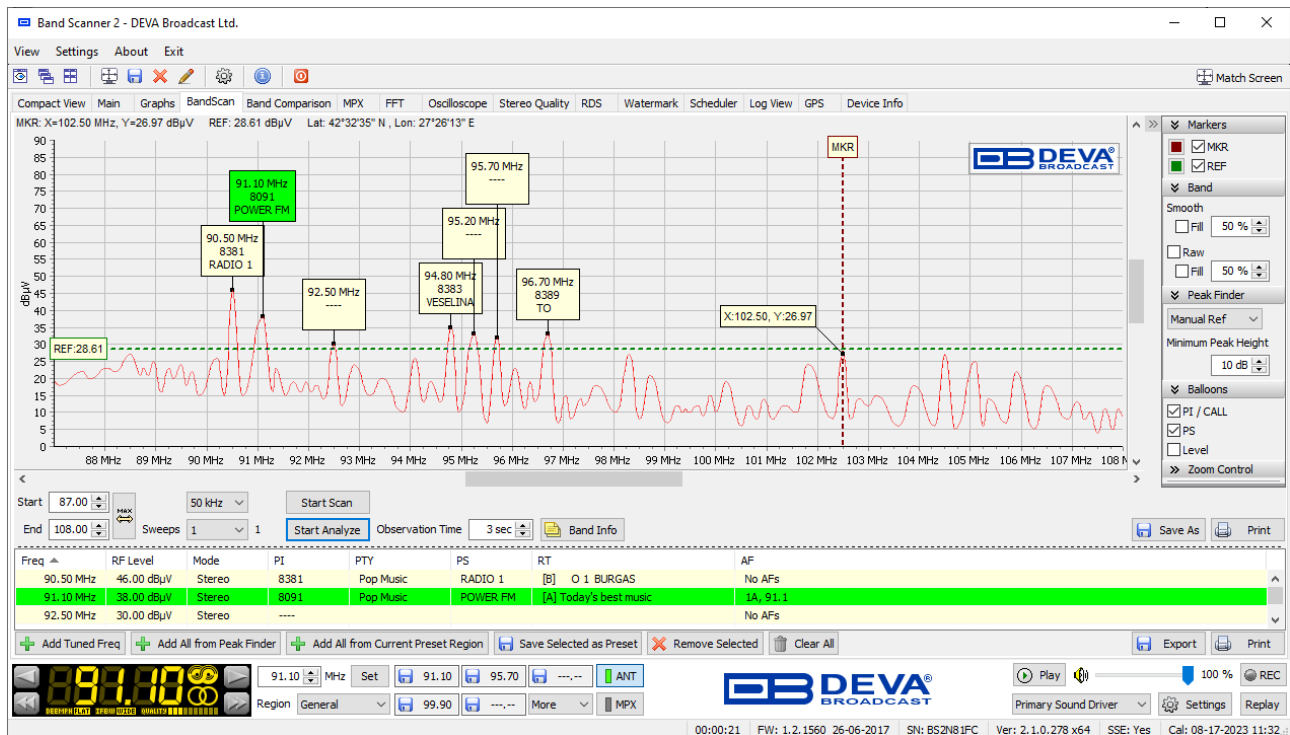 Band Scanner 2 - DEVA Broadcast Ltd.
View Settings About Exit
Match Screen
Compact View Main Graphs BandScan Band Comparison MPX FFT Oscilloscope Stereo Quality RDS Watermark Scheduler Log View GPS Device Info
MKR: X=102.50 MHz, Y=26.97 dBµV REF: 28.61 dBµV Lat: 42°32'35" N , Lon: 27°26'13" E
90
85
80
75
70
65
60
55
50
45
40
35
30
25
20
15
10
5
0
dBµV
REF:28.61
90.50 MHz
8381
RADIO 1
91.10 MHz
8091
POWER FM
92.50 MHz
----
94.80 MHz
8383
VESELINA
95.20 MHz
----
95.70 MHz
----
96.70 MHz
8389
TO
X:102.50, Y:26.97
MKR
DEVA®
BROADCAST
88 MHz 89 MHz 90 MHz 91 MHz 92 MHz 93 MHz 94 MHz 95 MHz 96 MHz 97 MHz 98 MHz 99 MHz 100 MHz 101 MHz 102 MHz 103 MHz 104 MHz 105 MHz 106 MHz 107 MHz 108
Markers
MKR
REF
Band
Smooth
Fill 50 %
Raw
Fill 50 %
Peak Finder
Manual Ref
Minimum Peak Height
10 dB
Balloons
PI / CALL
PS
Level
Zoom Control
Start 87.00 MAX 50 kHz Start Scan
End 108.00 Sweeps 1 1 Start Analyze Observation Time 3 sec Band Info Save As Print
Freq RF Level Mode PI PTY PS RT AF
90.50 MHz 46.00 dBµV Stereo 8381 Pop Music RADIO 1 [B] O 1 BURGAS No AFs
91.10 MHz 38.00 dBµV Stereo 8091 Pop Music POWER FM [A] Today's best music 1A, 91.1
92.50 MHz 30.00 dBµV Stereo ---- No AFs
Add Tuned Freq Add All from Peak Finder Add All from Current Preset Region Save Selected as Preset Remove Selected Clear All Export Print
91.10
DEEMPH FLAT IFBW WIDE QUALITY
91.10 MHz Set 91.10 95.70 ---.-- ANT
Region General 99.90 ---.-- More MPX
DEVA®
BROADCAST
Play 100 % REC
Primary Sound Driver Settings Replay
00:00:21 FW: 1.2.1560 26-06-2017 SN: BS2N81FC Ver: 2.1.0.278 x64 SSE: Yes Cal: 08-17-2023 11:32